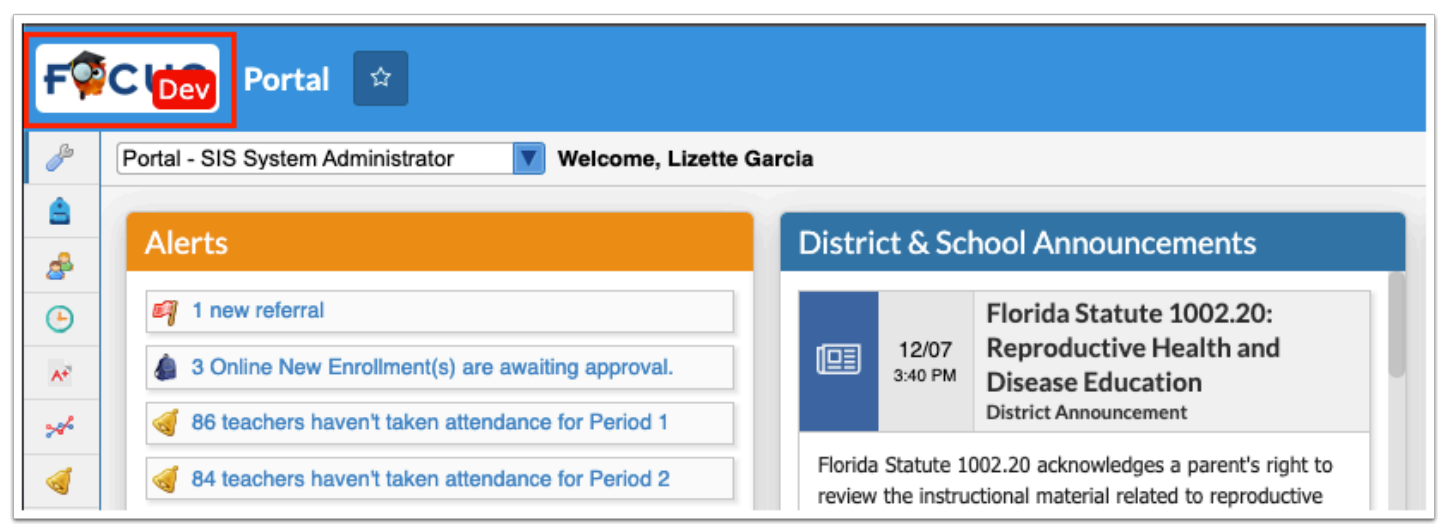 FOCUS
Dev
Portal
Portal - SIS System Administrator
Welcome, Lizette Garcia
Alerts
1 new referral
3 Online New Enrollment(s) are awaiting approval.
86 teachers haven't taken attendance for Period 1
84 teachers haven't taken attendance for Period 2
District & School Announcements
12/07
3:40 PM
Florida Statute 1002.20:
Reproductive Health and
Disease Education
District Announcement
Florida Statute 1002.20 acknowledges a parent's right to
review the instructional material related to reproductive
A+